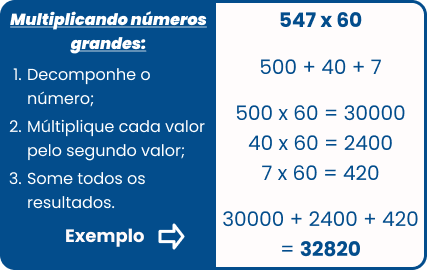 Multiplicando números
grandes:
1. Decomponhe o
número;
2. Múltiplique cada valor
pelo segundo valor;
3. Some todos os
resultados.
Exemplo
547 x 60
500 + 40 + 7
500 x 60 = 30000
40 x 60 = 2400
7 x 60 = 420
30000 + 2400 + 420
= 32820